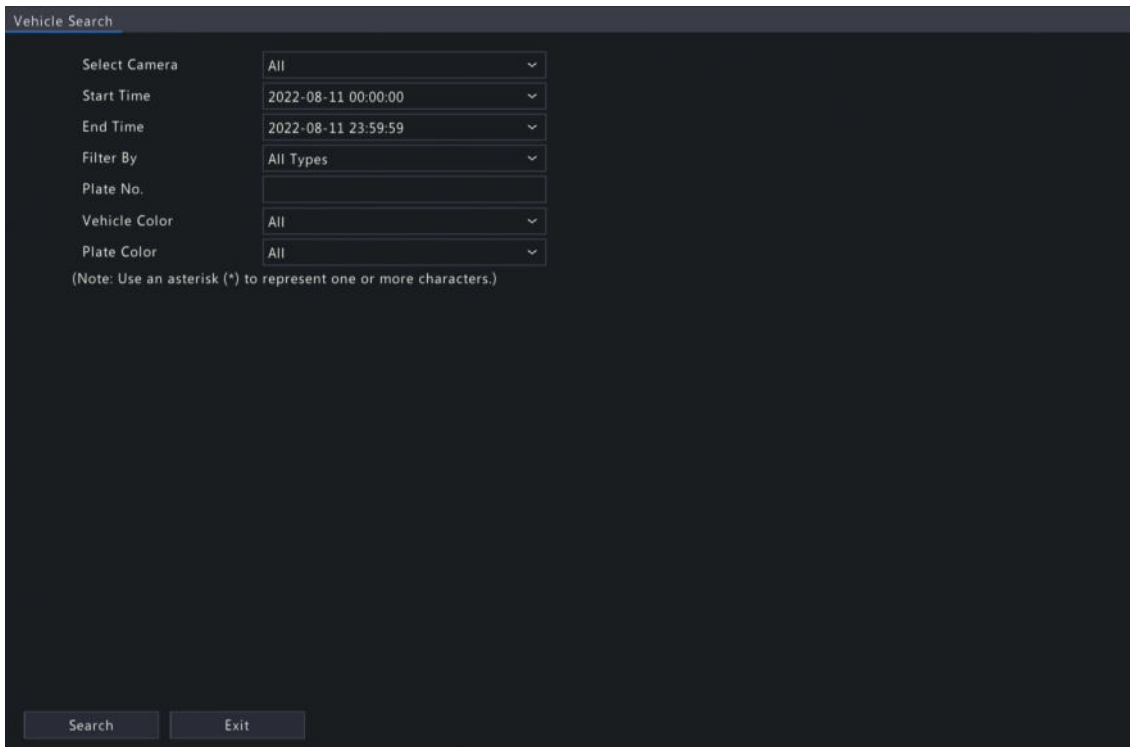 Vehicle Search
Select Camera All
Start Time 2022-08-11 00:00:00
End Time 2022-08-11 23:59:59
Filter By All Types
Plate No.
Vehicle Color All
Plate Color All
(Note: Use an asterisk (*) to represent one or more characters.)
Search Exit